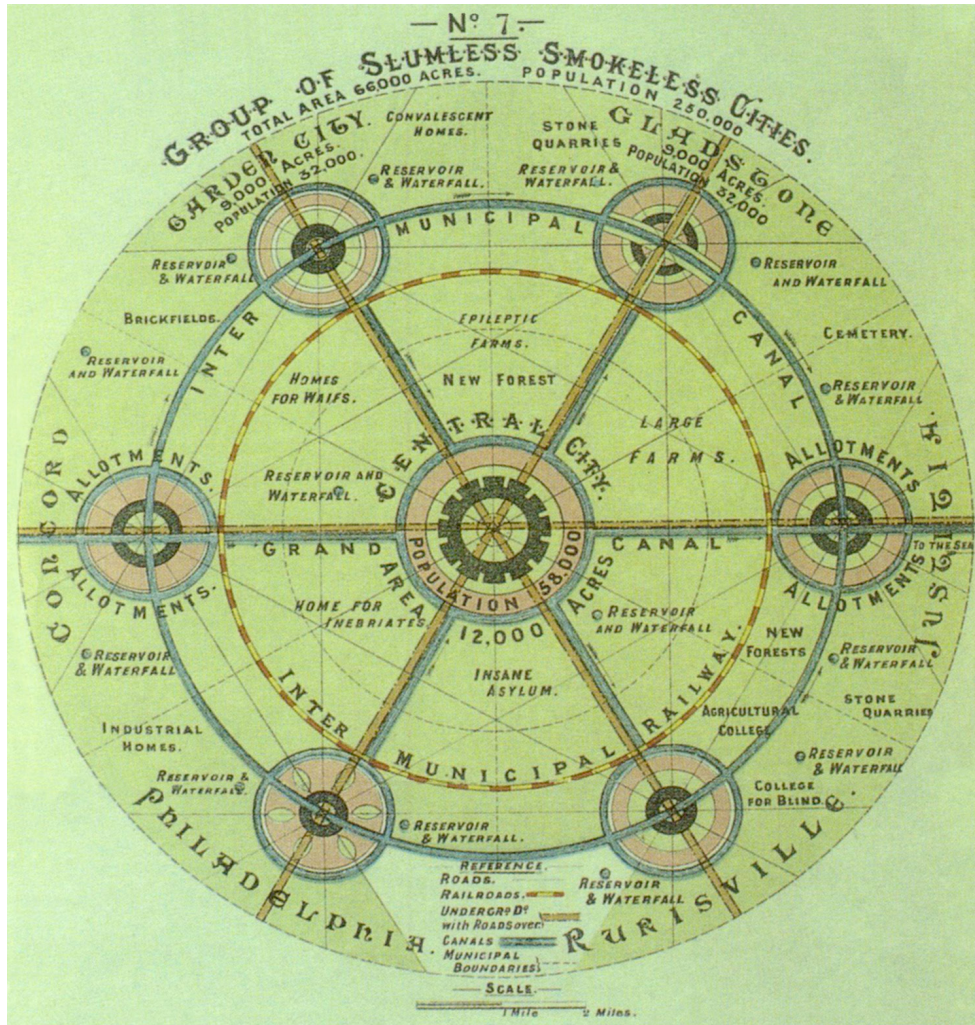 — Nº 7. —
GROUP OF SLUMLESS SMOKELESS CITIES.
TOTAL AREA 66,000 ACRES. POPULATION 250,000
GARDEN CITY.
9,000 ACRES.
POPULATION 32,000.
CONVALESCENT
HOMES.
STONE
QUARRIES
GLADSTONE
9,000 ACRES.
POPULATION
32,000
RESERVOIR
& WATERFALL.
RESERVOIR &
WATERFALL.
INTER MUNICIPAL CANAL
RESERVOIR
& WATERFALL
RESERVOIR
AND WATERFALL
BRICKFIELDS.
CEMETERY.
EPILEPTIC
FARMS.
RESERVOIR
AND WATERFALL
HOMES
FOR WAIFS.
NEW FOREST
RESERVOIR
& WATERFALL
LARGE
FARMS.
CENTRAL CITY.
CONCORD
ALLOTMENTS.
RESERVOIR AND
WATERFALL.
ALLOTMENTS
JUSTITIA
GRAND CANAL
TO THE SEA
POPULATION 58,000
AREA 12,000 ACRES
ALLOTMENTS.
ALLOTMENTS
HOME FOR
INEBRIATES.
RESERVOIR
AND WATERFALL
NEW
FORESTS
RESERVOIR
& WATERFALL
RESERVOIR
& WATERFALL
INSANE
ASYLUM.
INTER MUNICIPAL RAILWAY.
AGRICULTURAL
COLLEGE
STONE
QUARRIES
INDUSTRIAL
HOMES.
RESERVOIR &
WATERFALL.
RESERVOIR
& WATERFALL
COLLEGE
FOR BLIND.
PHILADELPHIA.
RESERVOIR
& WATERFALL.
RURISVILLE.
RESERVOIR
& WATERFALL
REFERENCE.
ROADS.
RAILROADS.
UNDERGRD Dº
with ROADS over
CANALS
MUNICIPAL
BOUNDARIES
— SCALE. —
1 Mile 2 Miles.